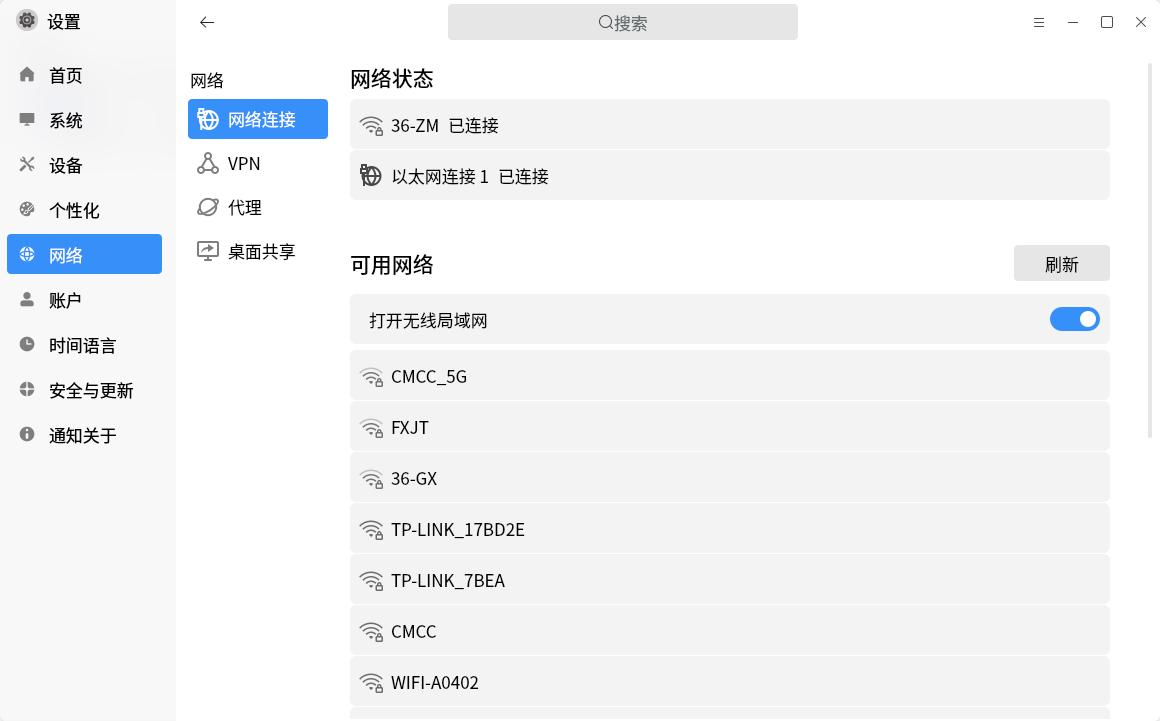 设置
搜索
首页
系统
设备
个性化
网络
账户
时间语言
安全与更新
通知关于
网络
网络连接
VPN
代理
桌面共享
网络状态
36-ZM 已连接
以太网连接 1 已连接
可用网络
刷新
打开无线局域网
CMCC_5G
FXJT
36-GX
TP-LINK_17BD2E
TP-LINK_7BEA
CMCC
WIFI-A0402